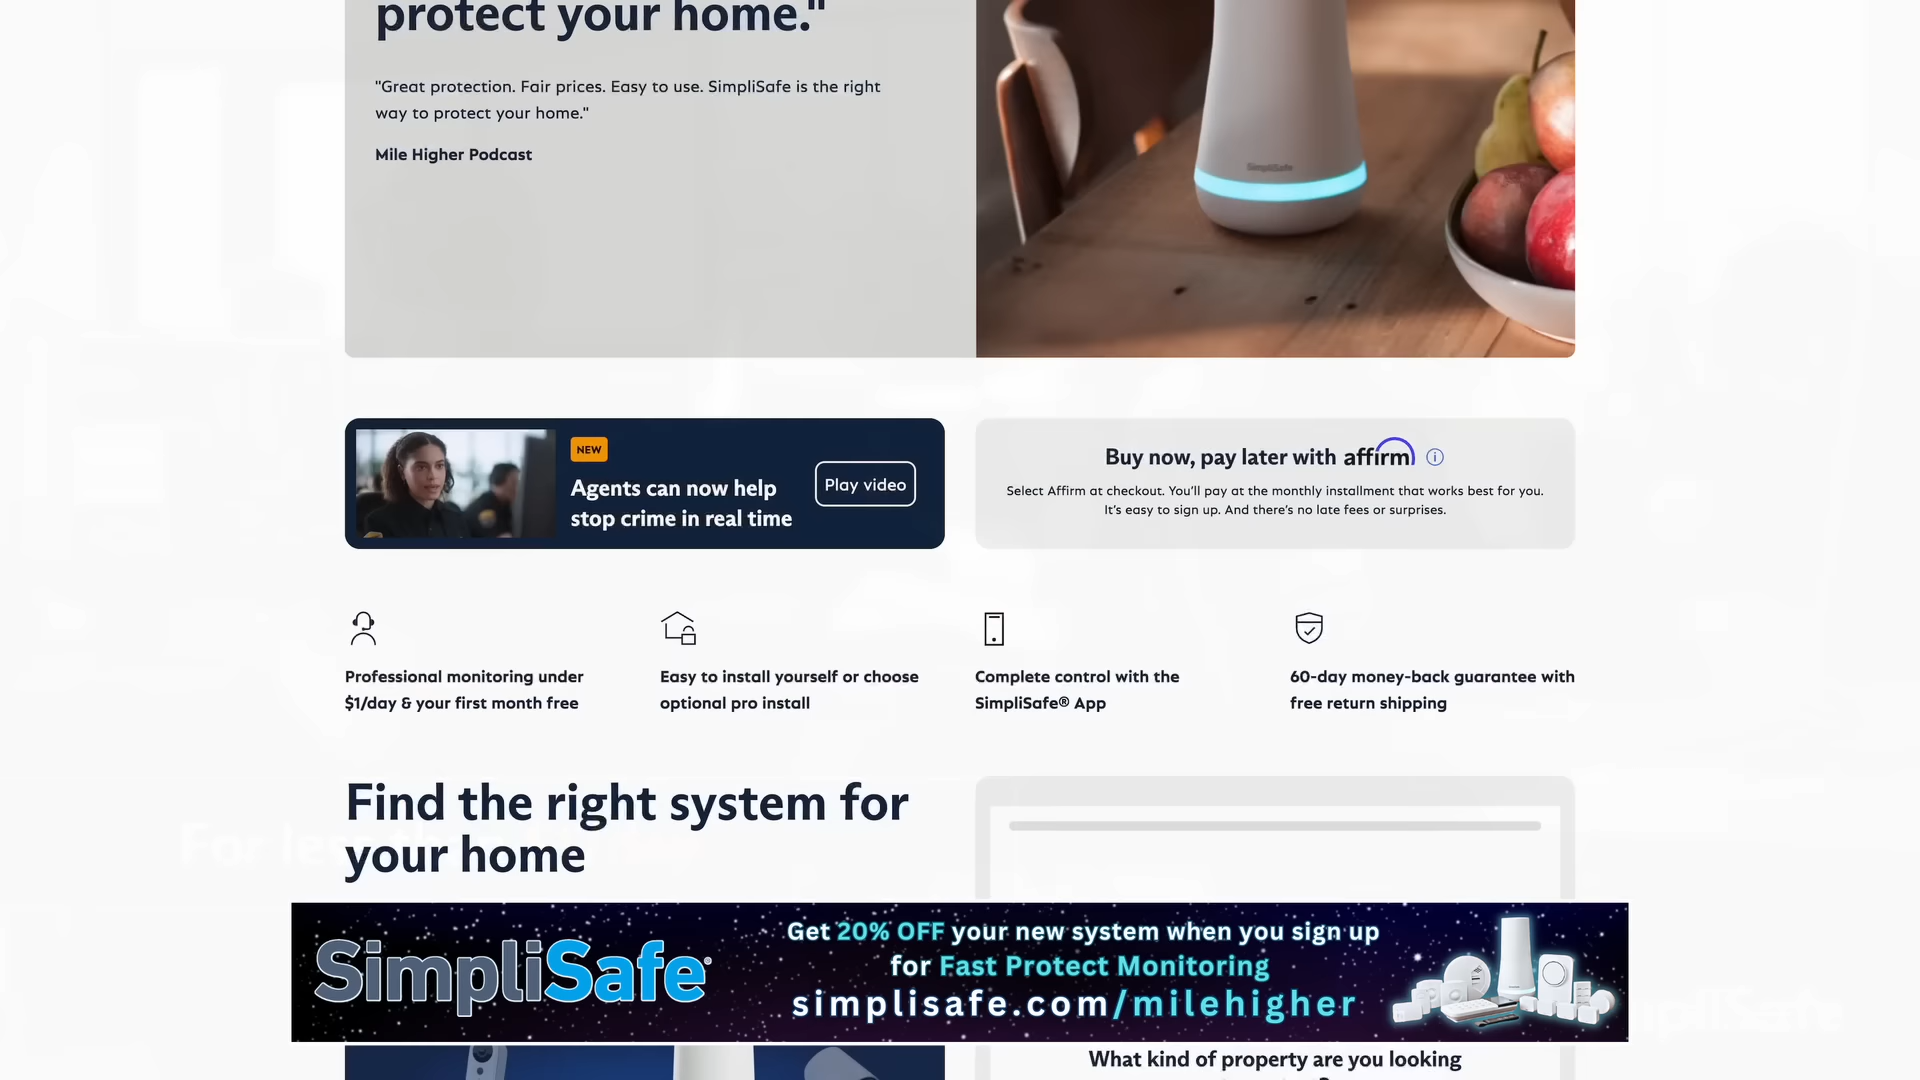 protect your home."
"Great protection. Fair prices. Easy to use. SimpliSafe is the right
way to protect your home."
Mile Higher Podcast
SimpliSafe
NEW
Agents can now help
stop crime in real time
Play video
Buy now, pay later with affirm
Select Affirm at checkout. You'll pay at the monthly installment that works best for you.
It's easy to sign up. And there's no late fees or surprises.
Professional monitoring under
$1/day & your first month free
Easy to install yourself or choose
optional pro install
Complete control with the
SimpliSafe® App
60-day money-back guarantee with
free return shipping
Find the right system for
your home
For less
SimpliSafe®
Get 20% OFF your new system when you sign up
for Fast Protect Monitoring
simplisafe.com/milehigher
What kind of property are you looking